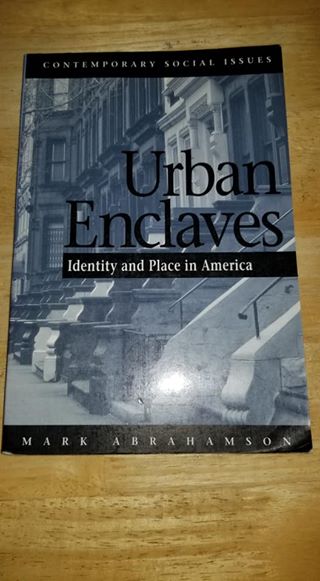 CONTEMPORARY SOCIAL ISSUES
Urban
Enclaves
Identity and Place in America
MARK ABRAHAMSON